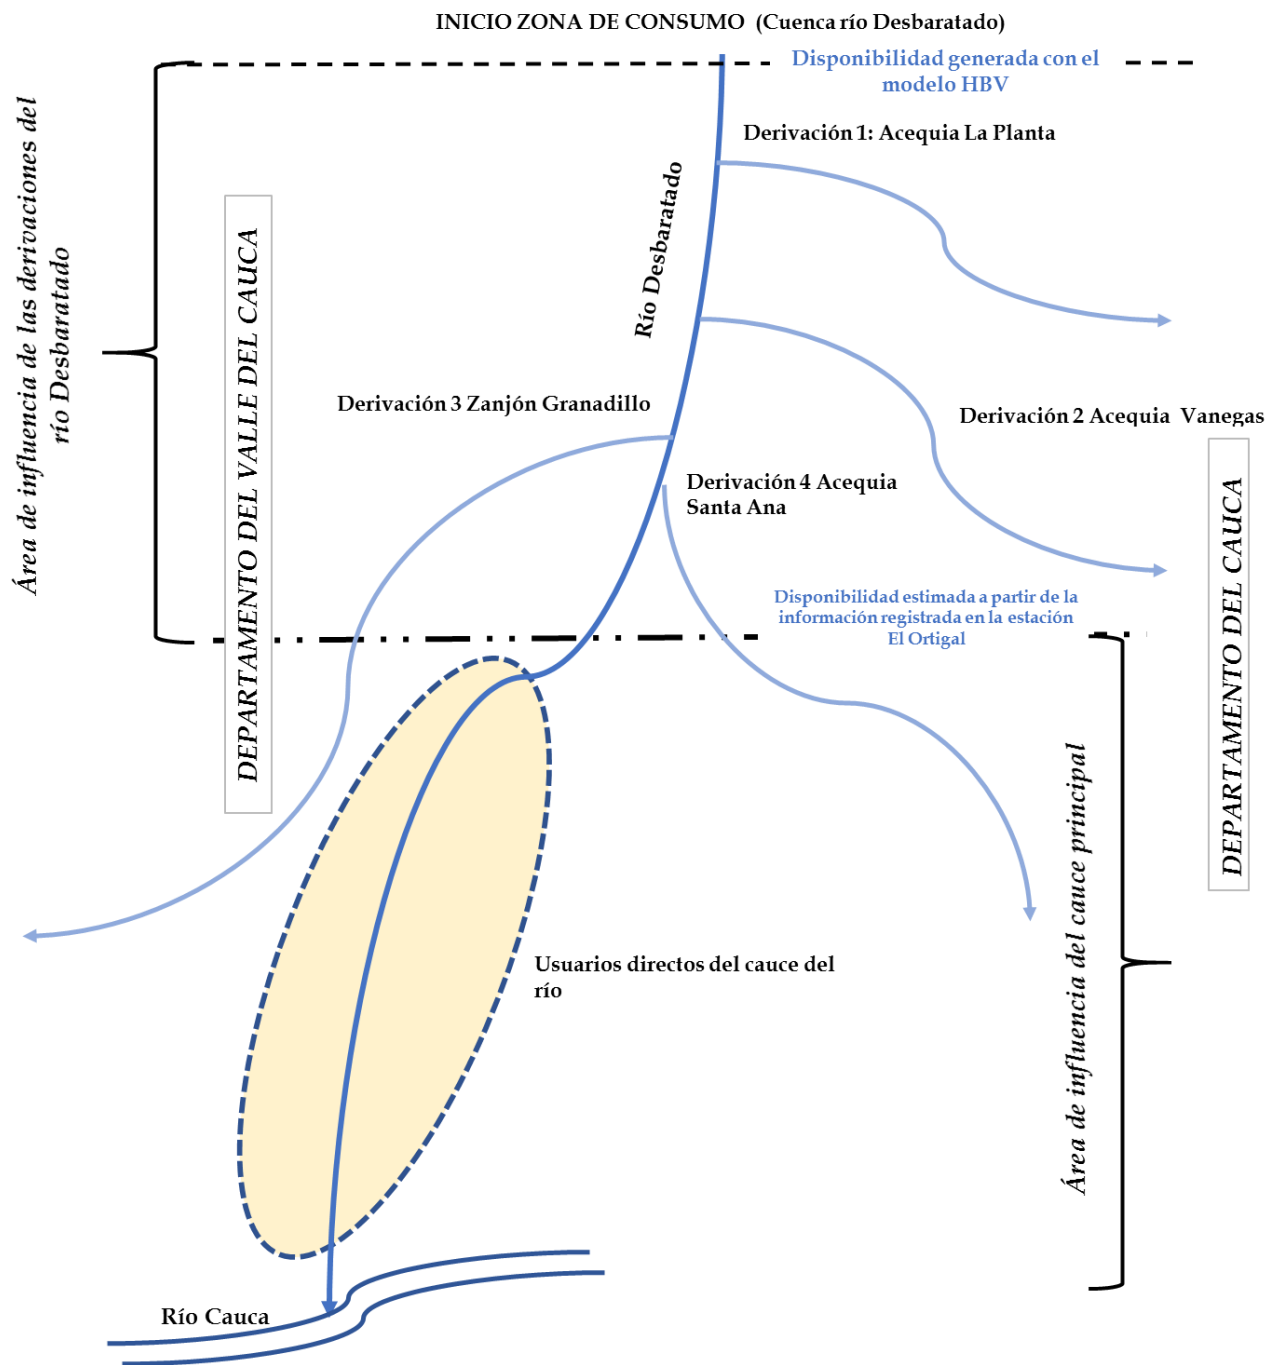 INICIO ZONA DE CONSUMO (Cuenca río Desbaratado)
Disponibilidad generada con el
modelo HBV
Derivación 1: Acequia La Planta
Área de influencia de las derivaciones del
río Desbaratado
DEPARTAMENTO DEL VALLE DEL CAUCA
Río Desbaratado
Derivación 3 Zanjón Granadillo
Derivación 2 Acequia Vanegas
Derivación 4 Acequia
Santa Ana
DEPARTAMENTO DEL CAUCA
Disponibilidad estimada a partir de la
información registrada en la estación
El Ortigal
Área de influencia del cauce principal
Usuarios directos del cauce del
río
Río Cauca